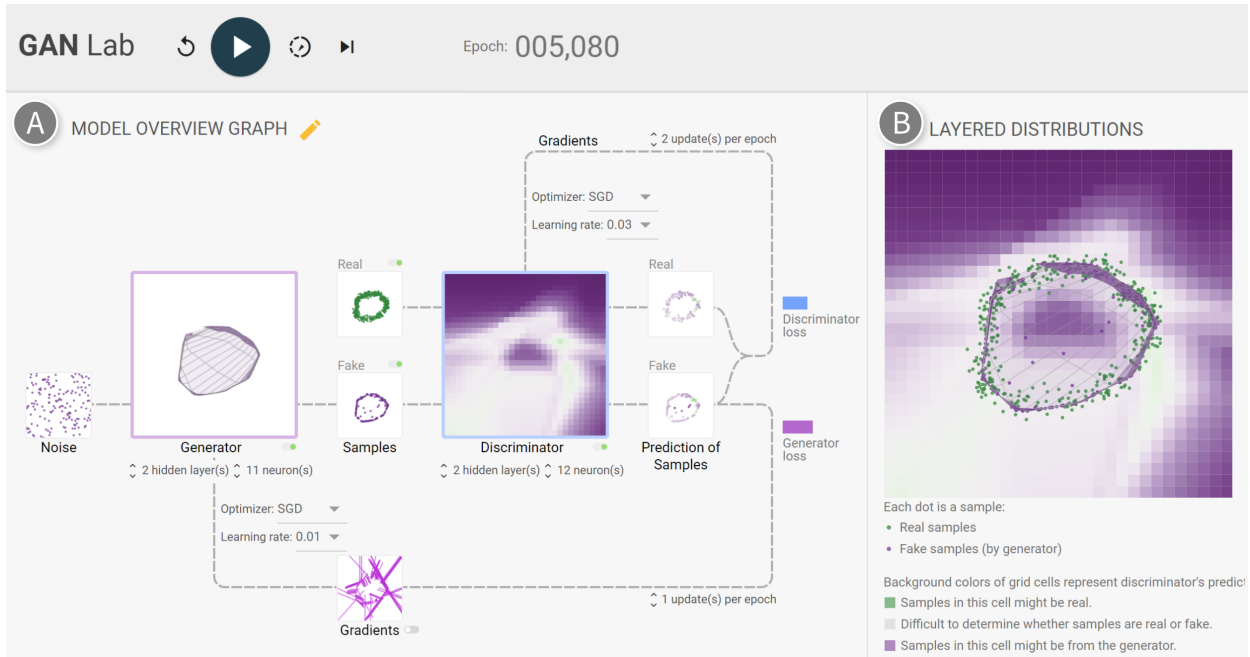 GAN Lab
Epoch: 005,080
A MODEL OVERVIEW GRAPH
Gradients
2 update(s) per epoch
Optimizer: SGD
Learning rate: 0.03
Real
Real
Discriminator
loss
Fake
Fake
Generator
loss
Noise
Generator
Samples
Discriminator
Prediction of
Samples
2 hidden layer(s) 11 neuron(s)
2 hidden layer(s) 12 neuron(s)
Optimizer: SGD
Learning rate: 0.01
1 update(s) per epoch
Gradients
B LAYERED DISTRIBUTIONS
Each dot is a sample:
Real samples
Fake samples (by generator)
Background colors of grid cells represent discriminator's predict
Samples in this cell might be real.
Difficult to determine whether samples are real or fake.
Samples in this cell might be from the generator.